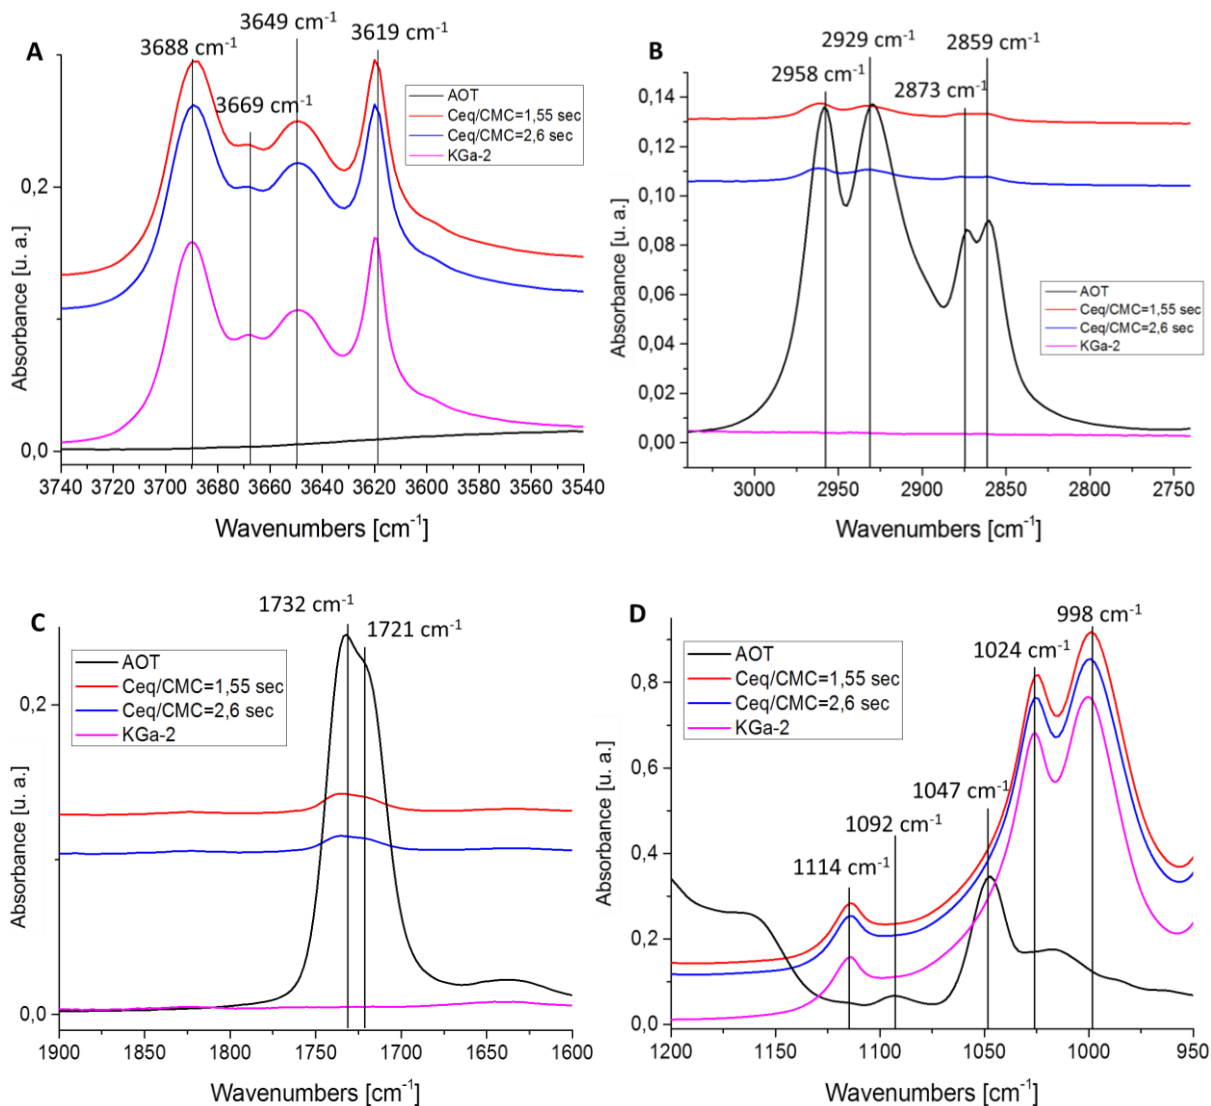 A
3688 cm-1
3649 cm-1
3619 cm-1
3669 cm-1
AOT
Ceq/CMC=1,55 sec
Ceq/CMC=2,6 sec
KGa-2
0,2
0,0
Absorbance [u. a.]
3740 3720 3700 3680 3660 3640 3620 3600 3580 3560 3540
Wavenumbers [cm-1]
B
2929 cm-1
2859 cm-1
2958 cm-1
2873 cm-1
0,14
0,12
0,10
0,08
0,06
0,04
0,02
0,00
AOT
Ceq/CMC=1,55 sec
Ceq/CMC=2,6 sec
KGa-2
Absorbance [u. a.]
3000 2950 2900 2850 2800 2750
Wavenumbers [cm-1]
C
1732 cm-1
1721 cm-1
AOT
Ceq/CMC=1,55 sec
Ceq/CMC=2,6 sec
KGa-2
0,2
0,0
Absorbance [u. a.]
1900 1850 1800 1750 1700 1650 1600
Wavenumbers [cm-1]
D
998 cm-1
1024 cm-1
1047 cm-1
1092 cm-1
1114 cm-1
AOT
Ceq/CMC=1,55 sec
Ceq/CMC=2,6 sec
KGa-2
0,8
0,6
0,4
0,2
0,0
Absorbance [u. a.]
1200 1150 1100 1050 1000 950
Wavenumbers [cm-1]